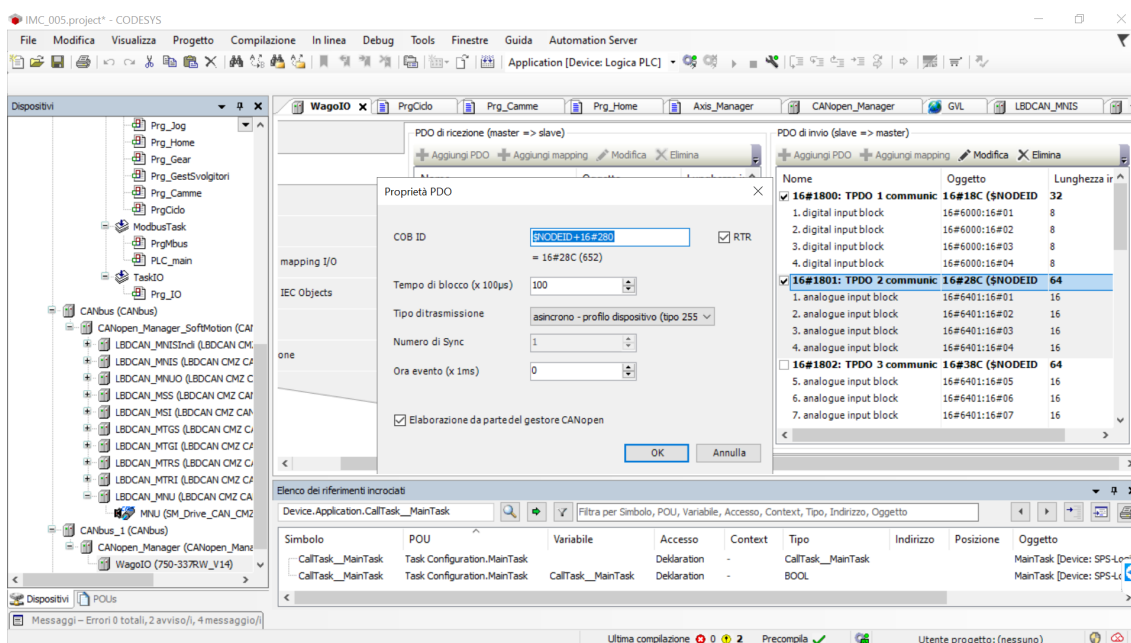 IMC_005.project* - CODESYS
File Modifica Visualizza Progetto Compilazione In linea Debug Tools Finestre Guida Automation Server
Application [Device: Logica PLC]
Dispositivi
Prg_Jog
Prg_Home
Prg_Gear
Prg_GestSvolgitori
Prg_Camme
PrgCiclo
ModbusTask
PrgMbus
PLC_main
TaskIO
Prg_IO
CANbus (CANbus)
CANopen_Manager_SoftMotion (CAN
LBDCAN_MNISIndi (LBDCAN CM
LBDCAN_MNIS (LBDCAN CMZ CA
LBDCAN_MNUO (LBDCAN CMZ C
LBDCAN_MSS (LBDCAN CMZ CAN
LBDCAN_MSI (LBDCAN CMZ CAN
LBDCAN_MTGS (LBDCAN CMZ C
LBDCAN_MTGI (LBDCAN CMZ CA
LBDCAN_MTRS (LBDCAN CMZ CA
LBDCAN_MTRI (LBDCAN CMZ CA
LBDCAN_MNU (LBDCAN CMZ CA
MNU (SM_Drive_CAN_CMZ
CANbus_1 (CANbus)
CANopen_Manager (CANopen_Mana
WagoIO (750-337RW_V14)
Dispositivi POUs
Messaggi – Errori 0 totali, 2 avviso/i, 4 messaggio/i
WagoIO PrgCiclo Prg_Camme Prg_Home Axis_Manager CANopen_Manager GVL LBDCAN_MNIS
mapping I/O
IEC Objects
one
PDO di ricezione (master => slave)
Aggiungi PDO Aggiungi mapping Modifica Elimina
PDO di invio (slave => master)
Aggiungi PDO Aggiungi mapping Modifica Elimina
Nome Oggetto Lunghezza in
16#1800: TPDO 1 communic 16#18C ($NODEID 32
1. digital input block 16#6000:16#01 8
2. digital input block 16#6000:16#02 8
3. digital input block 16#6000:16#03 8
4. digital input block 16#6000:16#04 8
16#1801: TPDO 2 communic 16#28C ($NODEID 64
1. analogue input block 16#6401:16#01 16
2. analogue input block 16#6401:16#02 16
3. analogue input block 16#6401:16#03 16
4. analogue input block 16#6401:16#04 16
16#1802: TPDO 3 communic 16#38C ($NODEID 64
5. analogue input block 16#6401:16#05 16
6. analogue input block 16#6401:16#06 16
7. analogue input block 16#6401:16#07 16
Proprietà PDO
COB ID $NODEID+16#280 RTR
= 16#28C (652)
Tempo di blocco (x 100µs) 100
Tipo ditrasmissione asincrono - profilo dispositivo (tipo 255
Numero di Sync 1
Ora evento (x 1ms) 0
Elaborazione da parte del gestore CANopen
OK Annulla
Elenco dei riferimenti incrociati
Device.Application.CallTask__MainTask Filtra per Simbolo, POU, Variabile, Accesso, Context, Tipo, Indirizzo, Oggetto
Simbolo POU Variabile Accesso Context Tipo Indirizzo Posizione Oggetto
CallTask__MainTask Task Configuration.MainTask Deklaration - CallTask__MainTask MainTask [Device: SPS-Lo
CallTask__MainTask Task Configuration.MainTask CallTask__MainTask Deklaration - BOOL MainTask [Device: SPS-Lo
Ultima compilazione 0 2 Precompila Utente progetto: (nessuno)